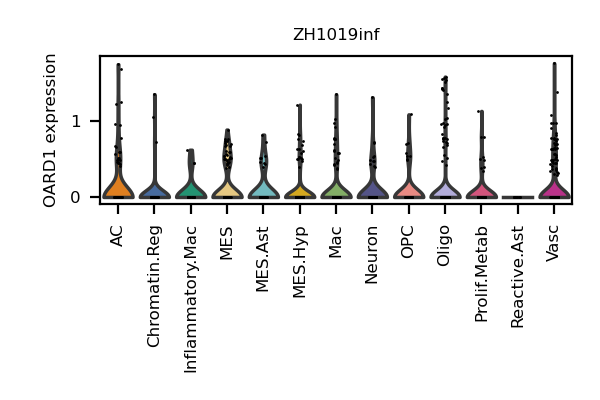 ZH1019inf
OARD1 expression
1
0
AC
Chromatin.Reg
Inflammatory.Mac
MES
MES.Ast
MES.Hyp
Mac
Neuron
OPC
Oligo
Prolif.Metab
Reactive.Ast
Vasc